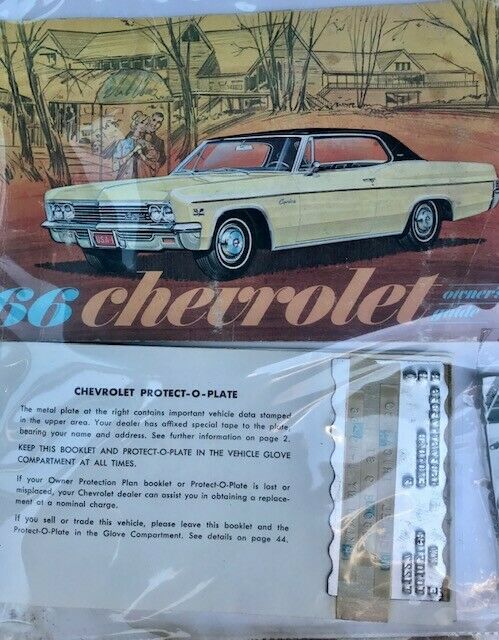 Caprice
USA-1
66 chevrolet owner's
guide
CHEVROLET PROTECT-O-PLATE
The metal plate at the right contains important vehicle data stamped
in the upper area. Your dealer has affixed special tape to the plate,
bearing your name and address. See further information on page 2.
KEEP THIS BOOKLET AND PROTECT-O-PLATE IN THE VEHICLE GLOVE
COMPARTMENT AT ALL TIMES.
If your Owner Protection Plan booklet or Protect-O-Plate is lost or
misplaced, your Chevrolet dealer can assist you in obtaining a replace-
ment at a nominal charge.
If you sell or trade this vehicle, please leave this booklet and the
Protect-O-Plate in the Glove Compartment. See details on page 44.